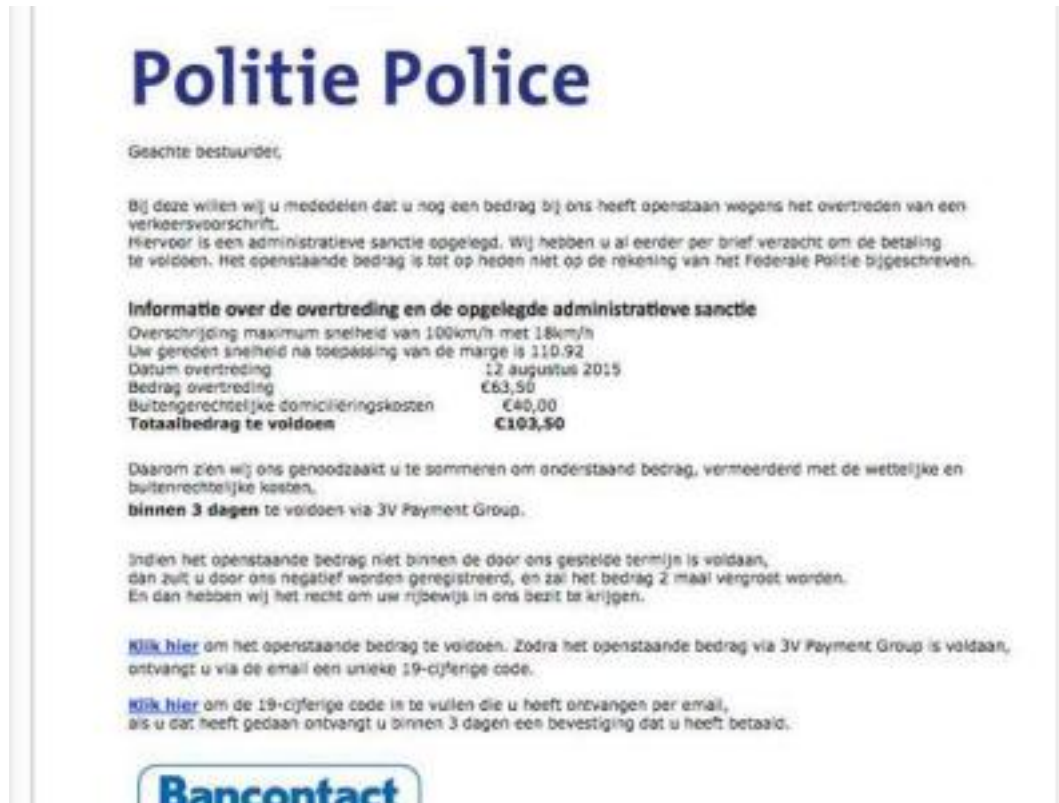 Politie Police
Geachte bestuurder,
Bij deze willen wij u mededelen dat u nog een bedrag bij ons heeft openstaan wegens het overtreden van een
verkeersvoorschrift.
Hiervoor is een administratieve sanctie opgelegd. Wij hebben u al eerder per brief verzocht om de betaling
te voldoen. Het openstaande bedrag is tot op heden niet op de rekening van het Federale Politie bijgeschreven.
Informatie over de overtreding en de opgelegde administratieve sanctie
Overschrijding maximum snelheid van 100km/h met 18km/h
Uw gereden snelheid na toepassing van de marge is 110.92
Datum overtreding 12 augustus 2015
Bedrag overtreding €63,50
Buitengerechtelijke domiciliëringskosten €40,00
Totaalbedrag te voldoen €103,50
Daarom zien wij ons genoodzaakt u te sommeren om onderstaand bedrag, vermeerderd met de wettelijke en
buitenrechtelijke kosten,
binnen 3 dagen te voldoen via 3V Payment Group.
Indien het openstaande bedrag niet binnen de door ons gestelde termijn is voldaan,
dan zult u door ons negatief worden geregistreerd, en zal het bedrag 2 maal vergroot worden.
En dan hebben wij het recht om uw rijbewijs in ons bezit te krijgen.
Klik hier om het openstaande bedrag te voldoen. Zodra het openstaande bedrag via 3V Payment Group is voldaan,
ontvangt u via de email een unieke 19-cijferige code.
Klik hier om de 19-cijferige code in te vullen die u heeft ontvangen per email,
als u dat heeft gedaan ontvangt u binnen 3 dagen een bevestiging dat u heeft betaald.
Bancontact